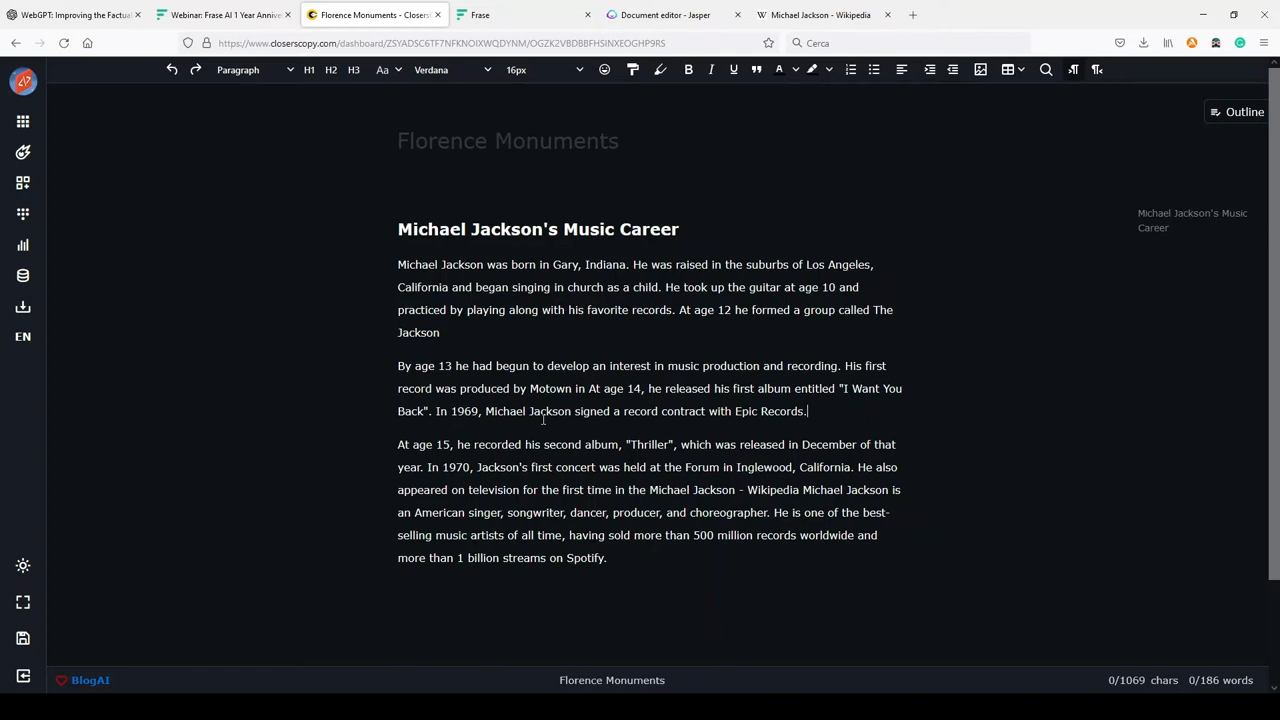 WebGPT: Improving the Factual
Webinar: Frase AI 1 Year Annive
Florence Monuments - ClosersC
Frase
Document editor - Jasper
Michael Jackson - Wikipedia
https://www.closerscopy.com/dashboard/
Cerca
Paragraph H1 H2 H3 Aa Verdana 16px B I U A
Outline
Florence Monuments
Michael Jackson's Music Career
Michael Jackson's Music
Career
Michael Jackson was born in Gary, Indiana. He was raised in the suburbs of Los Angeles,
California and began singing in church as a child. He took up the guitar at age 10 and
practiced by playing along with his favorite records. At age 12 he formed a group called The
Jackson
By age 13 he had begun to develop an interest in music production and recording. His first
record was produced by Motown in At age 14, he released his first album entitled "I Want You
Back". In 1969, Michael Jackson signed a record contract with Epic Records.
At age 15, he recorded his second album, "Thriller", which was released in December of that
year. In 1970, Jackson's first concert was held at the Forum in Inglewood, California. He also
appeared on television for the first time in the Michael Jackson - Wikipedia Michael Jackson is
an American singer, songwriter, dancer, producer, and choreographer. He is one of the best-
selling music artists of all time, having sold more than 500 million records worldwide and
more than 1 billion streams on Spotify.
EN
BlogAI
Florence Monuments
0/1069 chars 0/186 words